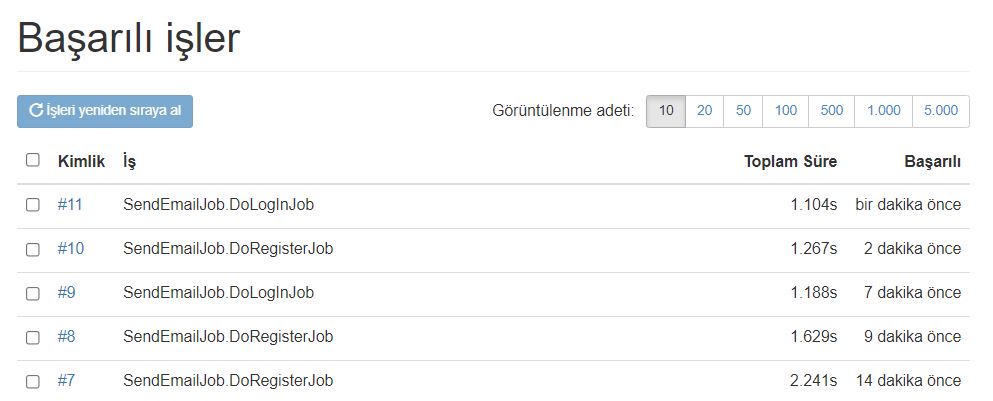 Başarılı işler
İşleri yeniden sıraya al Görüntülenme adeti: 10 20 50 100 500 1.000 5.000
Kimlik İş Toplam Süre Başarılı
#11 SendEmailJob.DoLogInJob 1.104s bir dakika önce
#10 SendEmailJob.DoRegisterJob 1.267s 2 dakika önce
#9 SendEmailJob.DoLogInJob 1.188s 7 dakika önce
#8 SendEmailJob.DoRegisterJob 1.629s 9 dakika önce
#7 SendEmailJob.DoRegisterJob 2.241s 14 dakika önce